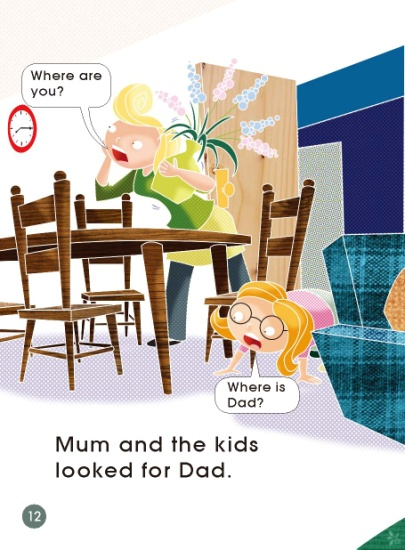 Where are
you?
Where is
Dad?
Mum and the kids
looked for Dad.
12